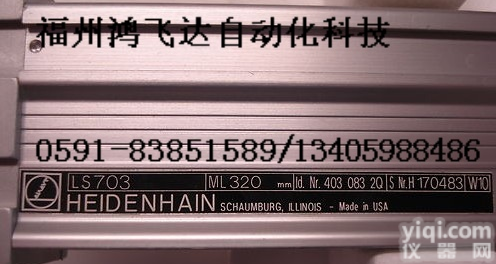 福州鸿飞达自动化科技
0591-83851589/13405988486
LS703 ML320 mm Id. Nr. 403 083 2Q S Nr. H 170483 W10
HEIDENHAIN SCHAUMBURG, ILLINOIS - Made in USA
yiqi.com
仪器网